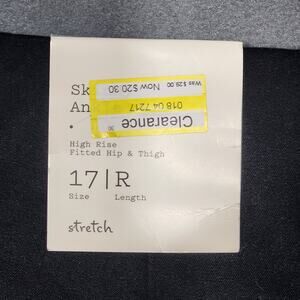 Sk
An
•
High Rise
Fitted Hip & Thigh
17|R
Size Length
stretch
Clearance
30
018 04 7217
Was $29.00 Now $20.30